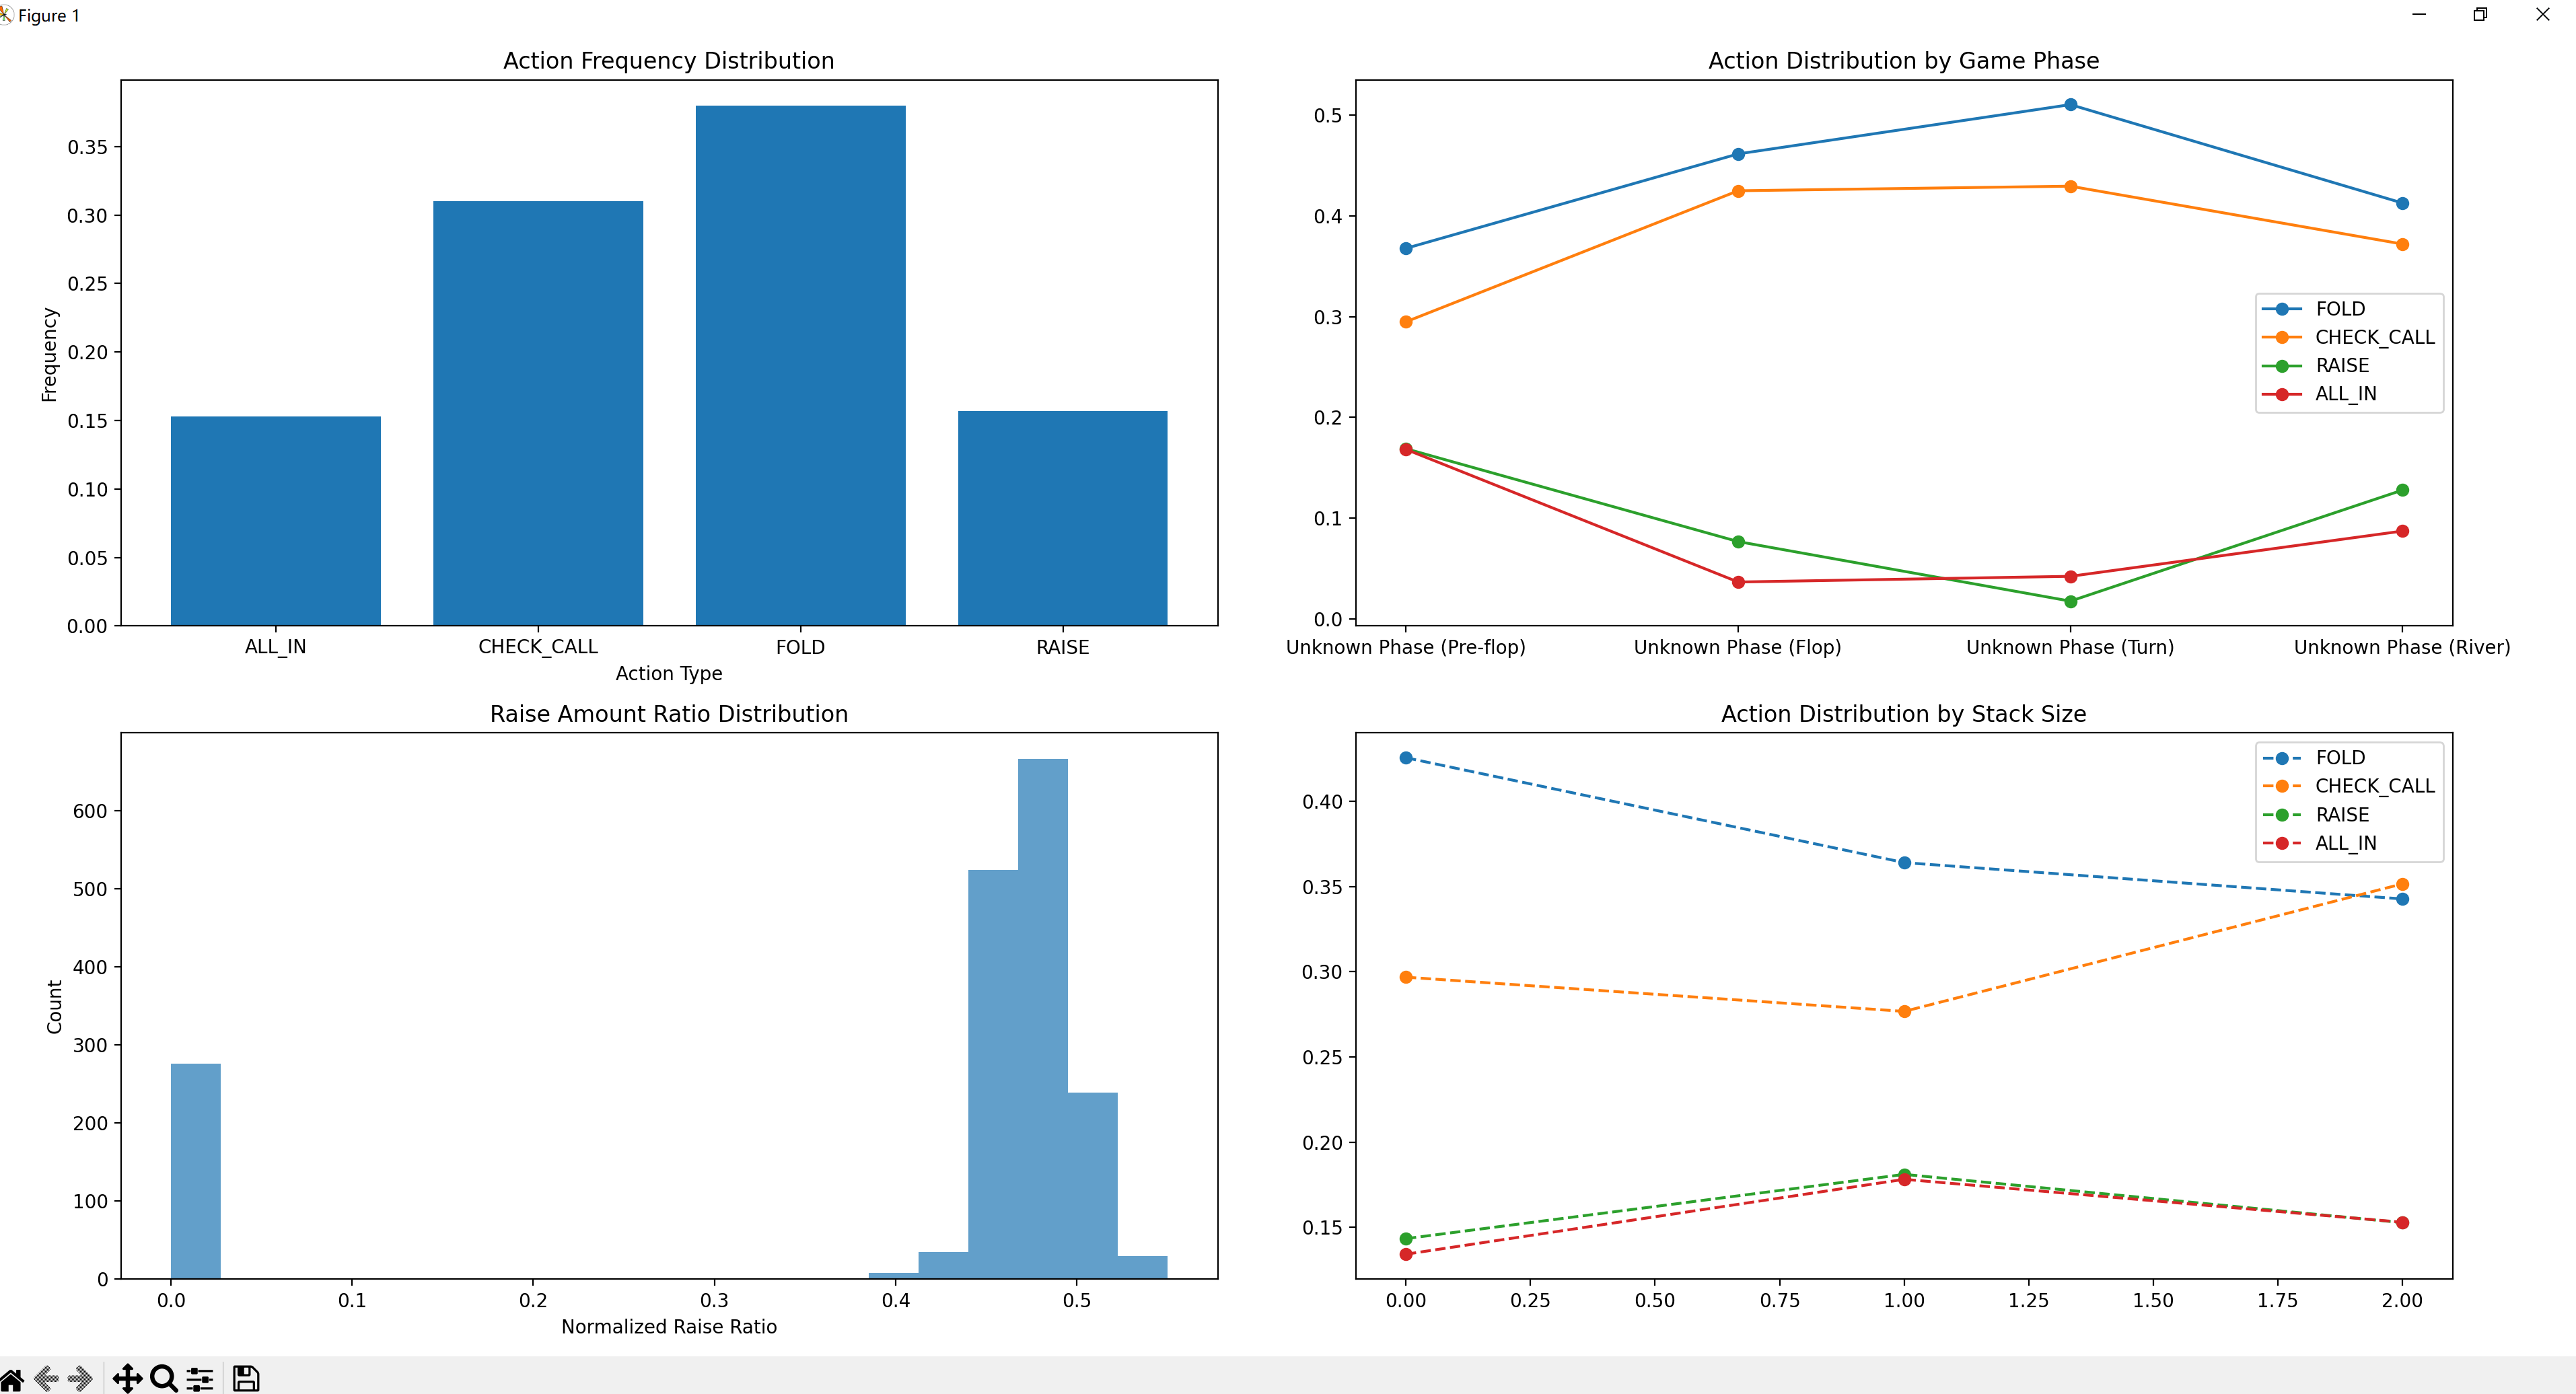 Figure 1
Action Frequency Distribution
Frequency
0.35
0.30
0.25
0.20
0.15
0.10
0.05
0.00
ALL_IN CHECK_CALL FOLD RAISE
Action Type
Action Distribution by Game Phase
0.5
0.4
0.3
0.2
0.1
0.0
FOLD
CHECK_CALL
RAISE
ALL_IN
Unknown Phase (Pre-flop) Unknown Phase (Flop) Unknown Phase (Turn) Unknown Phase (River)
Raise Amount Ratio Distribution
Count
600
500
400
300
200
100
0
0.0 0.1 0.2 0.3 0.4 0.5
Normalized Raise Ratio
Action Distribution by Stack Size
FOLD
CHECK_CALL
RAISE
ALL_IN
0.40
0.35
0.30
0.25
0.20
0.15
0.00 0.25 0.50 0.75 1.00 1.25 1.50 1.75 2.00